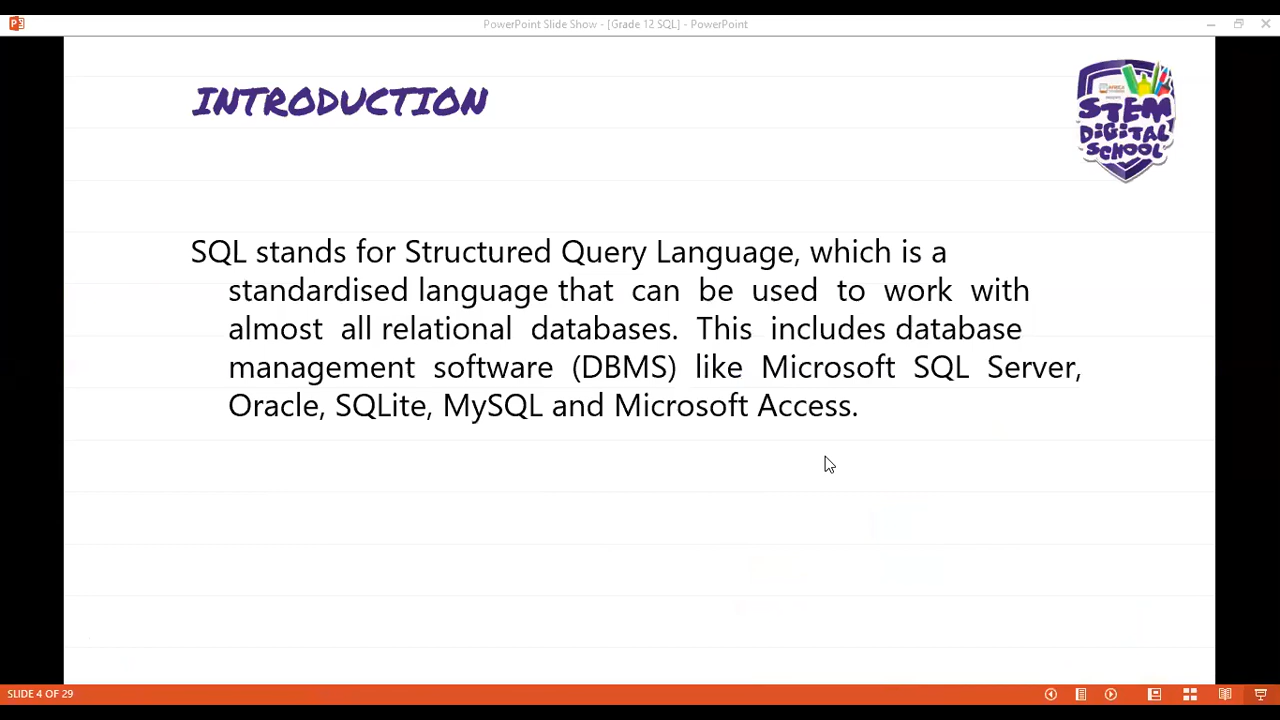 PowerPoint Slide Show - [Grade 12 SQL] - PowerPoint
INTRODUCTION
STEM
DIGITAL
SCHOOL
SQL stands for Structured Query Language, which is a
standardised language that can be used to work with
almost all relational databases. This includes database
management software (DBMS) like Microsoft SQL Server,
Oracle, SQLite, MySQL and Microsoft Access.
SLIDE 4 OF 29